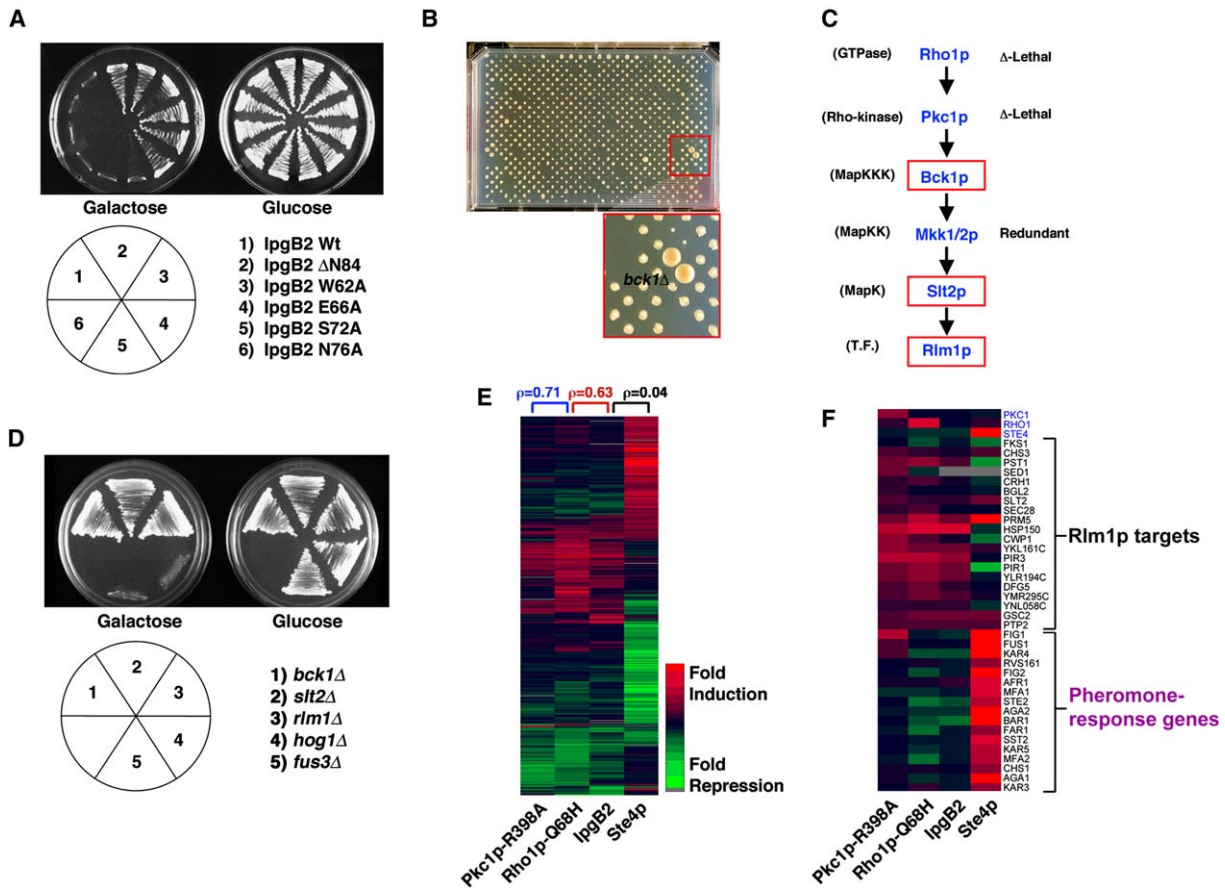 A
Galactose
Glucose
1
2
3
4
5
6
1) IpgB2 Wt
2) IpgB2 ΔN84
3) IpgB2 W62A
4) IpgB2 E66A
5) IpgB2 S72A
6) IpgB2 N76A
B
bck1Δ
C
(GTPase) Rho1p Δ-Lethal
(Rho-kinase) Pkc1p Δ-Lethal
(MapKKK) Bck1p
(MapKK) Mkk1/2p Redundant
(MapK) Slt2p
(T.F.) Rlm1p
D
Galactose
Glucose
1
2
3
4
5
1) bck1Δ
2) slt2Δ
3) rlm1Δ
4) hog1Δ
5) fus3Δ
E
ρ=0.71 ρ=0.63 ρ=0.04
Fold
Induction
Fold
Repression
Pkc1p-R398A
Rho1p-Q68H
IpgB2
Ste4p
F
PKC1
RHO1
STE4
FKS1
CHS3
PST1
SED1
CRH1
BGL2
SLT2
SEC28
PRM5
HSP150
CWP1
YKL161C
PIR3
PIR1
YLR194C
DFG5
YMR295C
YNL058C
GSC2
PTP2
FIG1
FUS1
KAR4
RVS161
FIG2
AFR1
MFA1
STE2
AGA2
BAR1
FAR1
SST2
KAR5
MFA2
CHS1
AGA1
KAR3
Rlm1p targets
Pheromone-
response genes
Pkc1p-R398A
Rho1p-Q68H
IpgB2
Ste4p